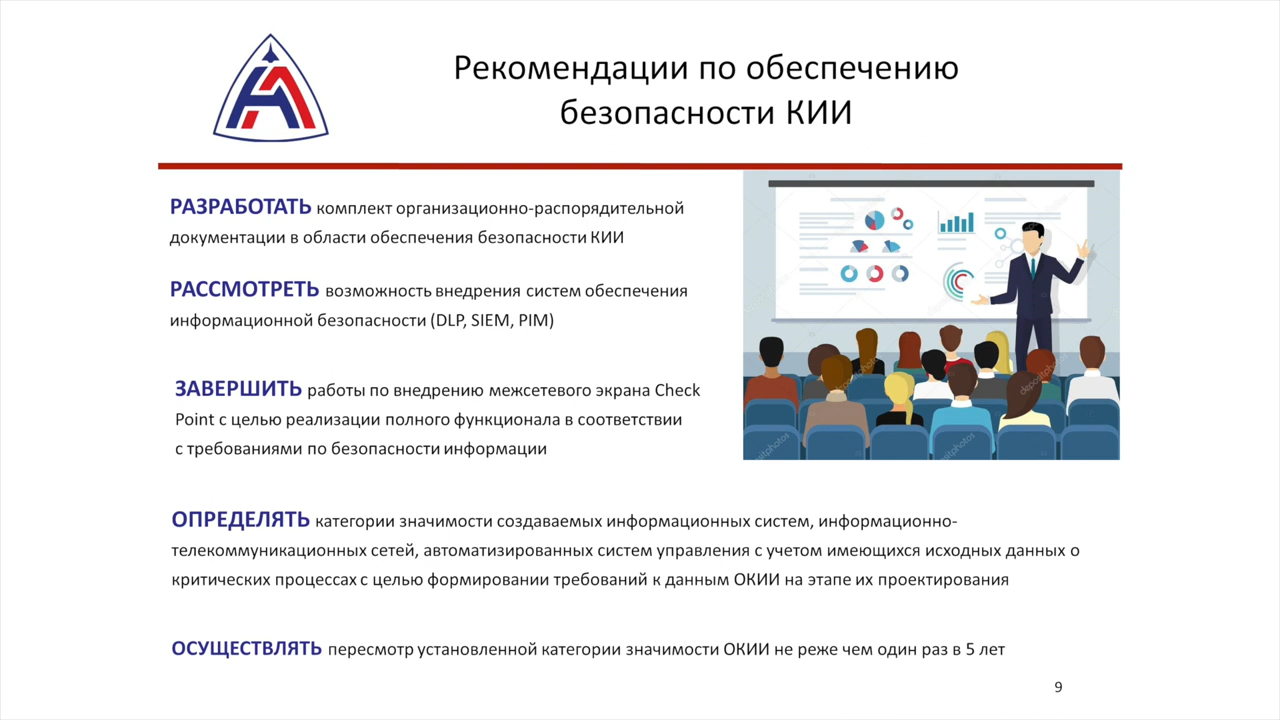 Рекомендации по обеспечению
безопасности КИИ
РАЗРАБОТАТЬ комплект организационно-распорядительной
документации в области обеспечения безопасности КИИ
РАССМОТРЕТЬ возможность внедрения систем обеспечения
информационной безопасности (DLP, SIEM, PIM)
ЗАВЕРШИТЬ работы по внедрению межсетевого экрана Check
Point с целью реализации полного функционала в соответствии
с требованиями по безопасности информации
depositphotos
depositphotos
depositphotos
depositphotos
ОПРЕДЕЛЯТЬ категории значимости создаваемых информационных систем, информационно-
телекоммуникационных сетей, автоматизированных систем управления с учетом имеющихся исходных данных о
критических процессах с целью формировании требований к данным ОКИИ на этапе их проектирования
ОСУЩЕСТВЛЯТЬ пересмотр установленной категории значимости ОКИИ не реже чем один раз в 5 лет
9